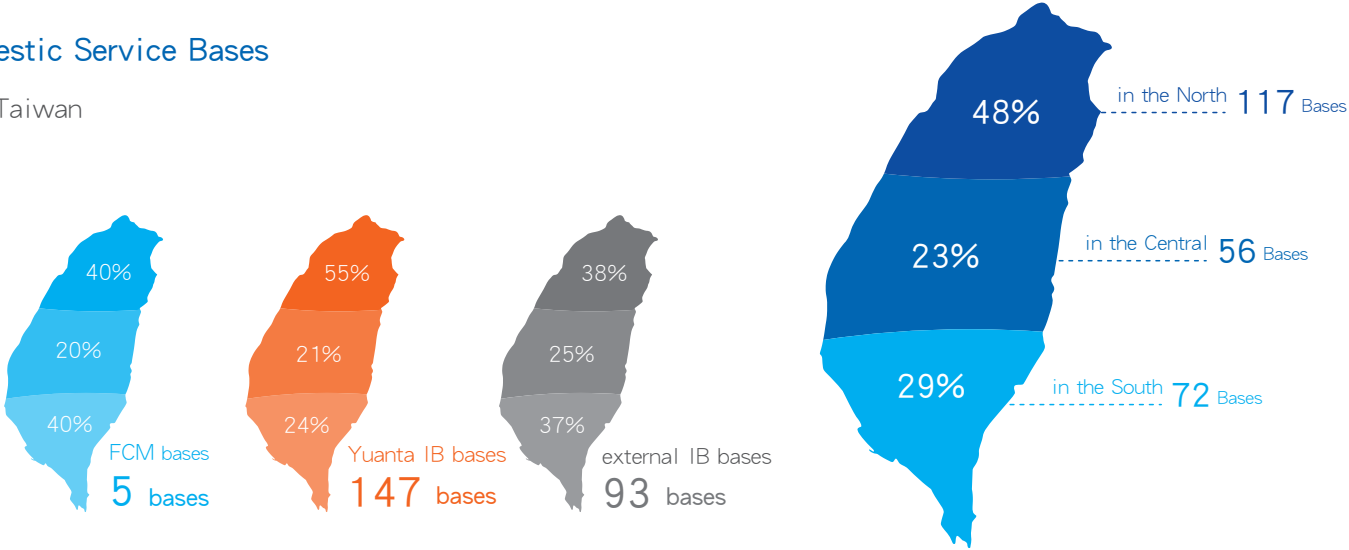 estic Service Bases
Taiwan
48%
in the North 117 Bases
23%
in the Central 56 Bases
29%
in the South 72 Bases
40%
20%
40%
FCM bases
5 bases
55%
21%
24%
Yuanta IB bases
147 bases
38%
25%
37%
external IB bases
93 bases